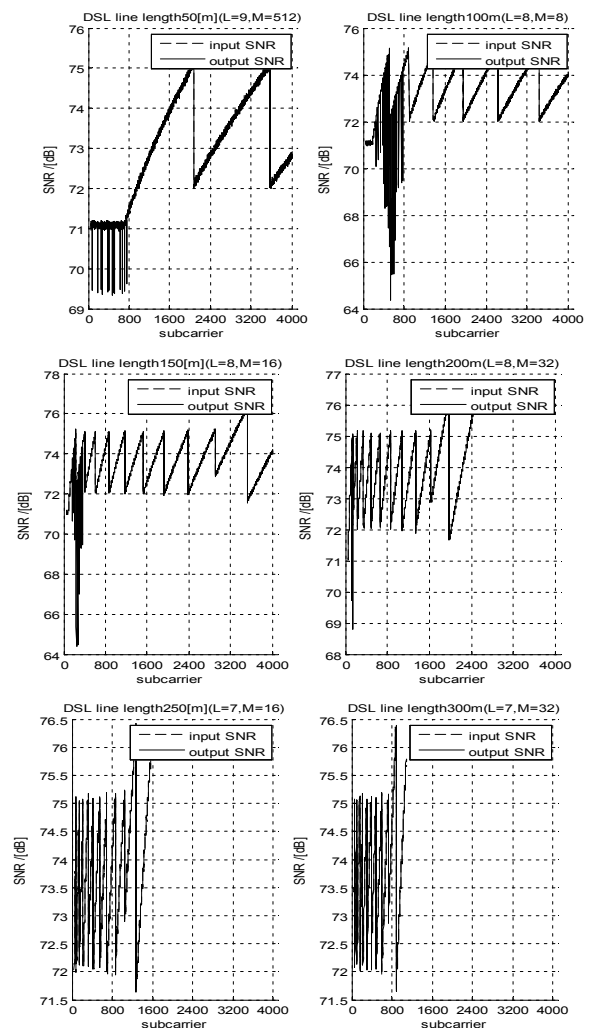 DSL line length50[m](L=9,M=512)
76
75
74
73
72
71
70
69
SNR /[dB]
input SNR
output SNR
0 800 1600 2400 3200 4000
subcarrier
DSL line length100m(L=8,M=8)
76
74
72
70
68
66
64
SNR /[dB]
input SNR
output SNR
0 800 1600 2400 3200 4000
subcarrier
DSL line length150[m](L=8,M=16)
78
76
74
72
70
68
66
64
SNR /[dB]
input SNR
output SNR
0 800 1600 2400 3200 4000
subcarrier
DSL line length200m(L=8,M=32)
77
76
75
74
73
72
71
70
69
68
SNR /[dB]
input SNR
output SNR
0 800 1600 2400 3200 4000
subcarrier
DSL line length250[m](L=7,M=16)
76.5
76
75.5
75
74.5
74
73.5
73
72.5
72
71.5
SNR /[dB]
input SNR
output SNR
0 800 1600 2400 3200 4000
subcarrier
DSL line length300m(L=7,M=32)
76.5
76
75.5
75
74.5
74
73.5
73
72.5
72
71.5
SNR /[dB]
input SNR
output SNR
0 800 1600 2400 3200 4000
subcarrier